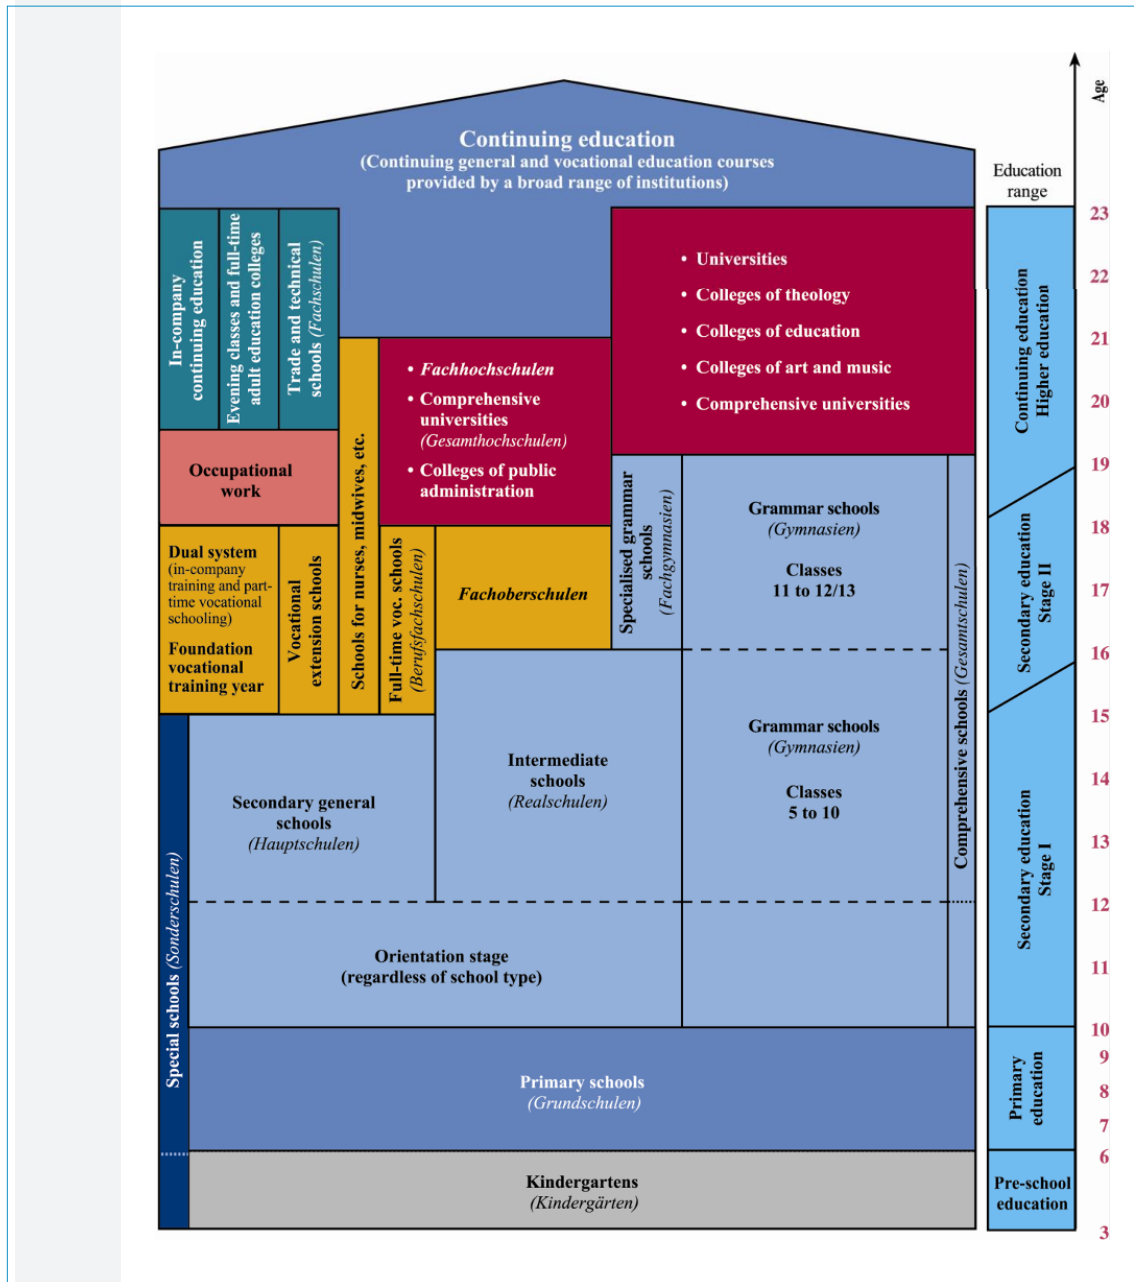 Continuing education
(Continuing general and vocational education courses
provided by a broad range of institutions)
Age
Education
range
In-company
continuing education
Evening classes and full-time
adult education colleges
Trade and technical
schools (Fachschulen)
• Universities
• Colleges of theology
• Colleges of education
• Colleges of art and music
• Comprehensive universities
• Fachhochschulen
• Comprehensive
universities
(Gesamthochschulen)
• Colleges of public
administration
Occupational
work
Schools for nurses, midwives, etc.
Dual system
(in-company
training and part-
time vocational
schooling)
Foundation
vocational
training year
Vocational
extension schools
Full-time voc. schools
(Berufsfachschulen)
Fachoberschulen
Specialised grammar
schools
(Fachgymnasien)
Grammar schools
(Gymnasien)
Classes
11 to 12/13
Comprehensive schools (Gesamtschulen)
Special schools (Sonderschulen)
Secondary general
schools
(Hauptschulen)
Intermediate
schools
(Realschulen)
Grammar schools
(Gymnasien)
Classes
5 to 10
Orientation stage
(regardless of school type)
Primary schools
(Grundschulen)
Kindergartens
(Kindergärten)
Continuing education
Higher education
Secondary education
Stage II
Secondary education
Stage I
Primary
education
Pre-school
education
23
22
21
20
19
18
17
16
15
14
13
12
11
10
9
8
7
6
3